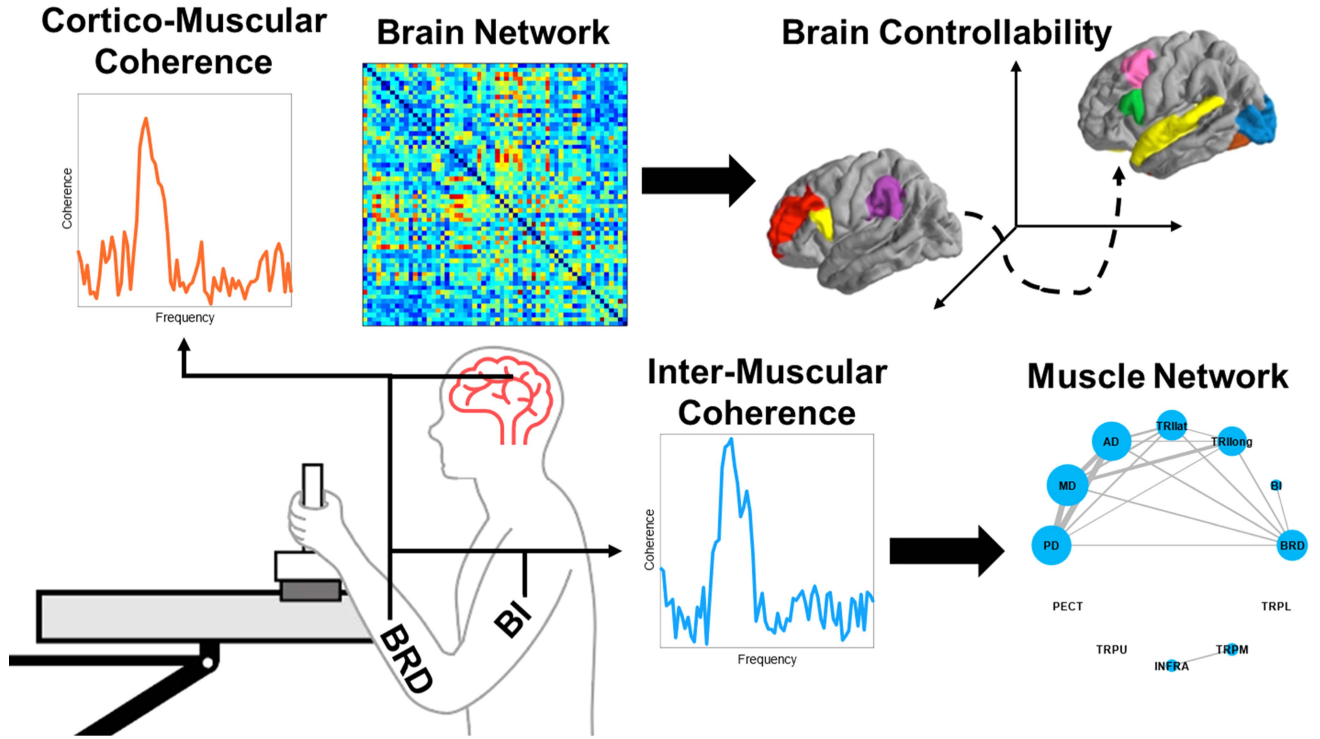 Cortico-Muscular
Coherence
Brain Network
Brain Controllability
Coherence
Frequency
Inter-Muscular
Coherence
Coherence
Frequency
Muscle Network
TRIlat
AD
TRIlong
MD
BI
PD
BRD
PECT
TRPL
TRPU
TRPM
INFRA
BI
BRD